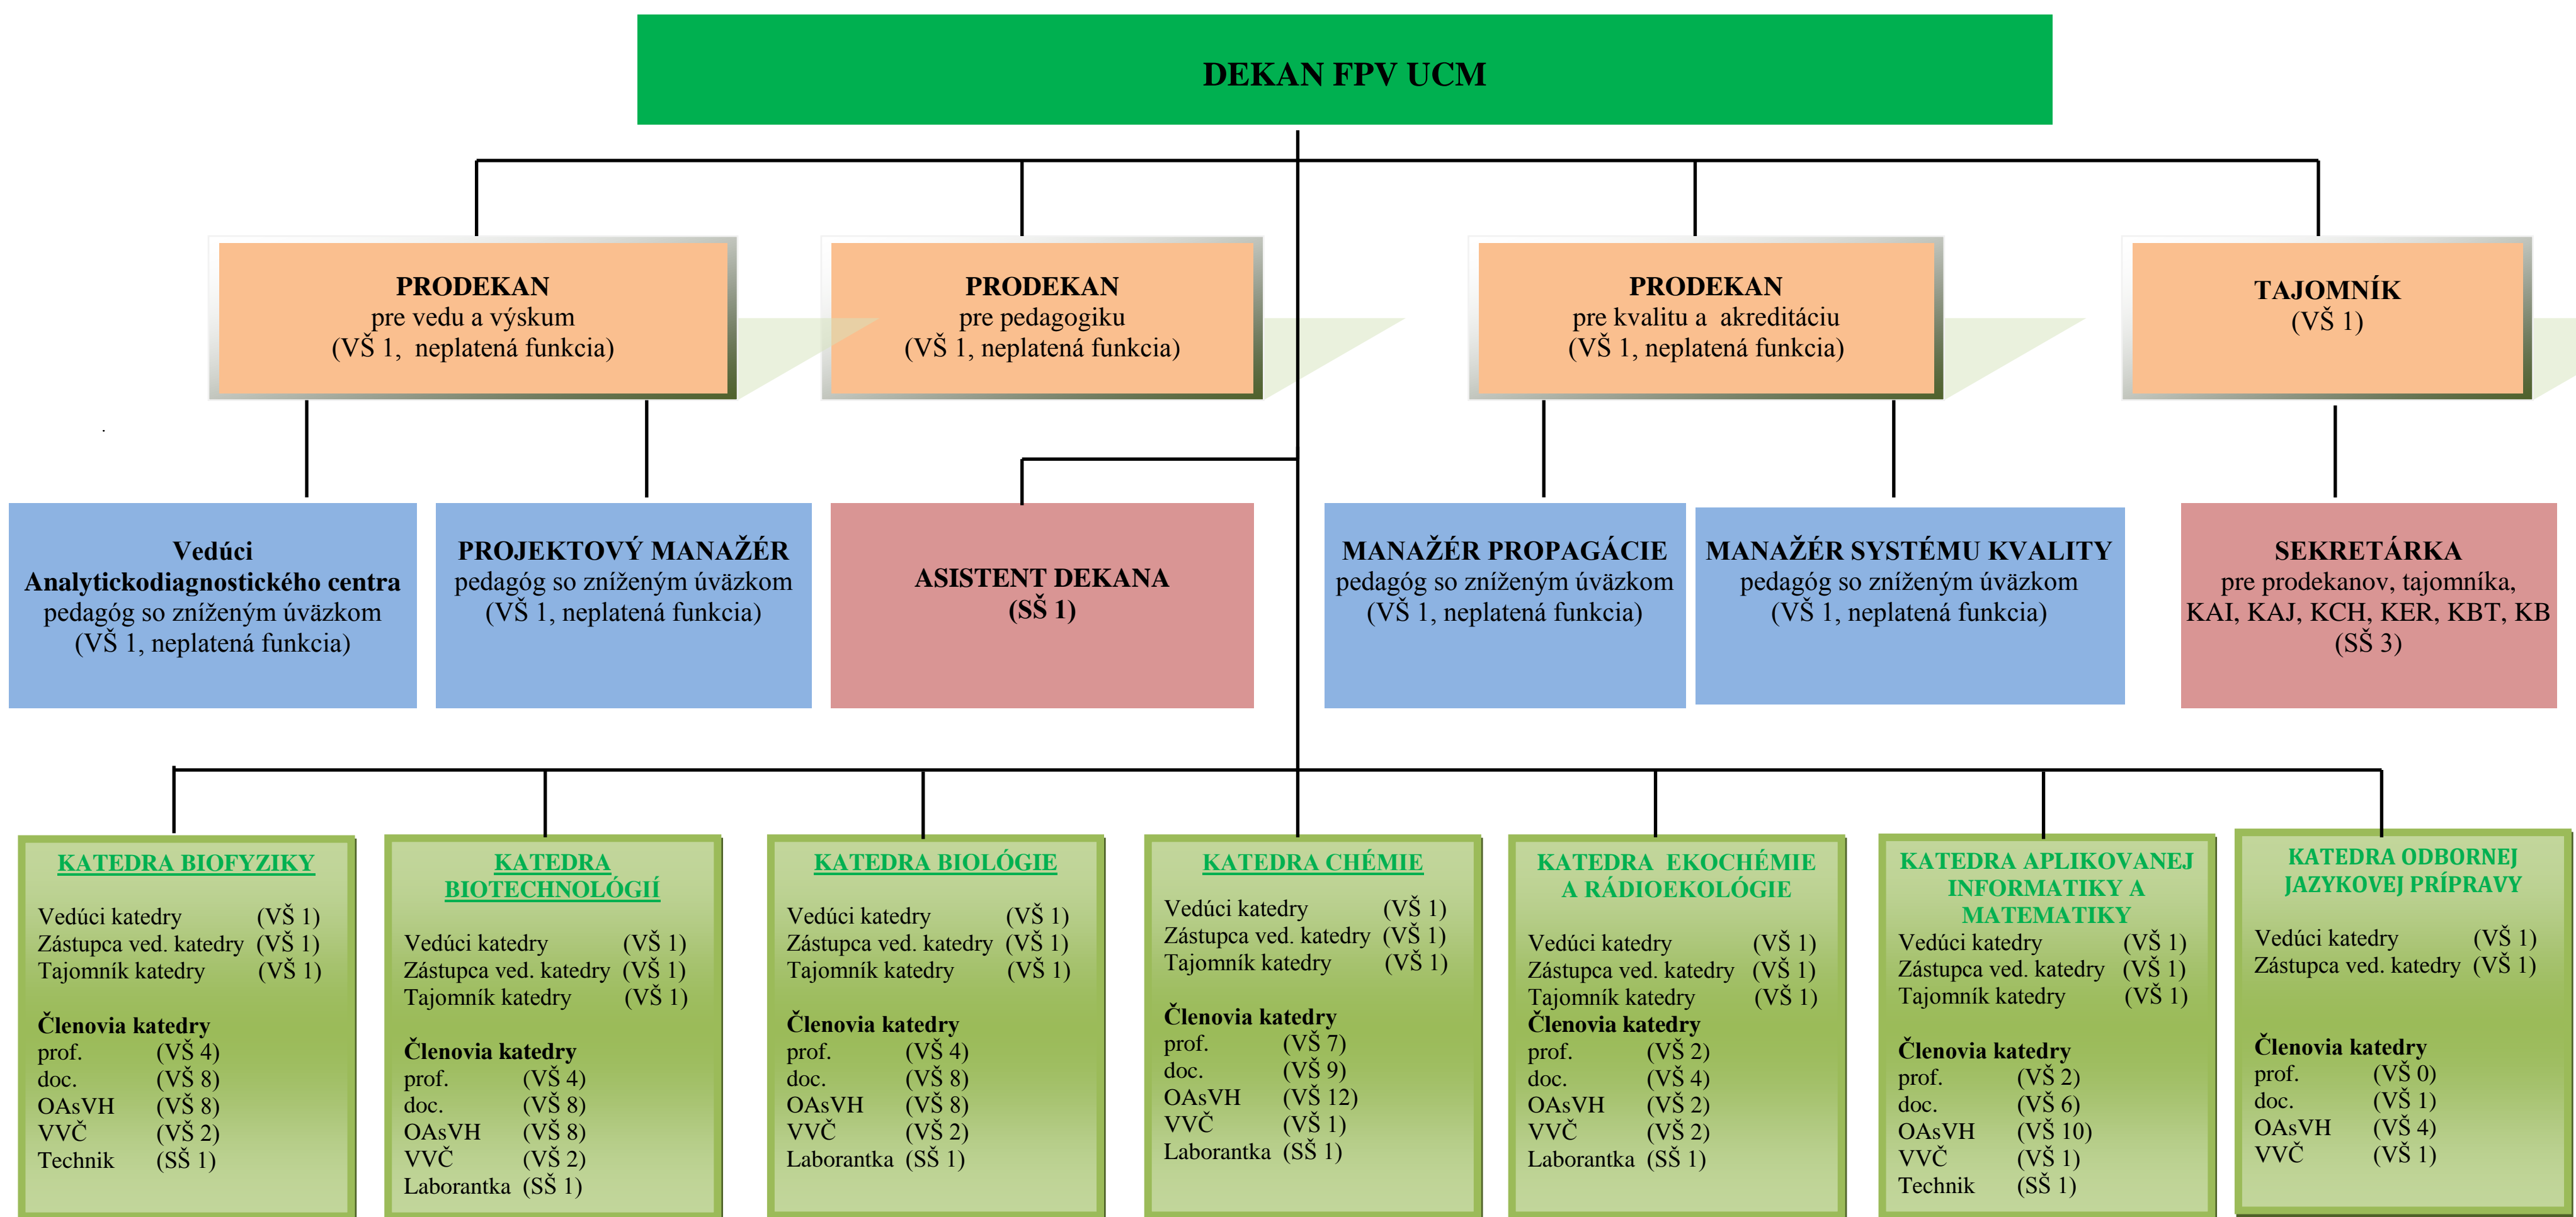 DEKAN FPV UCM
PRODEKAN
pre vedu a výskum
(VŠ 1, neplatená funkcia)
PRODEKAN
pre pedagogiku
(VŠ 1, neplatená funkcia)
PRODEKAN
pre kvalitu a akreditáciu
(VŠ 1, neplatená funkcia)
TAJOMNÍK
(VŠ 1)
Vedúci
Analytickodiagnostického centra
pedagóg so zníženým úväzkom
(VŠ 1, neplatená funkcia)
PROJEKTOVÝ MANAŽÉR
pedagóg so zníženým úväzkom
(VŠ 1, neplatená funkcia)
ASISTENT DEKANA
(SŠ 1)
MANAŽÉR PROPAGÁCIE
pedagóg so zníženým úväzkom
(VŠ 1, neplatená funkcia)
MANAŽÉR SYSTÉMU KVALITY
pedagóg so zníženým úväzkom
(VŠ 1, neplatená funkcia)
SEKRETÁRKA
pre prodekanov, tajomníka,
KAI, KAJ, KCH, KER, KBT, KB
(SŠ 3)
KATEDRA BIOFYZIKY
Vedúci katedry (VŠ 1)
Zástupca ved. katedry (VŠ 1)
Tajomník katedry (VŠ 1)
Členovia katedry
prof. (VŠ 4)
doc. (VŠ 8)
OAsVH (VŠ 8)
VVČ (VŠ 2)
Technik (SŠ 1)
KATEDRA
BIOTECHNOLÓGIÍ
Vedúci katedry (VŠ 1)
Zástupca ved. katedry (VŠ 1)
Tajomník katedry (VŠ 1)
Členovia katedry
prof. (VŠ 4)
doc. (VŠ 8)
OAsVH (VŠ 8)
VVČ (VŠ 2)
Laborantka (SŠ 1)
KATEDRA BIOLÓGIE
Vedúci katedry (VŠ 1)
Zástupca ved. katedry (VŠ 1)
Tajomník katedry (VŠ 1)
Členovia katedry
prof. (VŠ 4)
doc. (VŠ 8)
OAsVH (VŠ 8)
VVČ (VŠ 2)
Laborantka (SŠ 1)
KATEDRA CHÉMIE
Vedúci katedry (VŠ 1)
Zástupca ved. katedry (VŠ 1)
Tajomník katedry (VŠ 1)
Členovia katedry
prof. (VŠ 7)
doc. (VŠ 9)
OAsVH (VŠ 12)
VVČ (VŠ 1)
Laborantka (SŠ 1)
KATEDRA EKOCHÉMIE
A RÁDIOEKOLÓGIE
Vedúci katedry (VŠ 1)
Zástupca ved. katedry (VŠ 1)
Tajomník katedry (VŠ 1)
Členovia katedry
prof. (VŠ 2)
doc. (VŠ 4)
OAsVH (VŠ 2)
VVČ (VŠ 2)
Laborantka (SŠ 1)
KATEDRA APLIKOVANEJ
INFORMATIKY A
MATEMATIKY
Vedúci katedry (VŠ 1)
Zástupca ved. katedry (VŠ 1)
Tajomník katedry (VŠ 1)
Členovia katedry
prof. (VŠ 2)
doc. (VŠ 6)
OAsVH (VŠ 10)
VVČ (VŠ 1)
Technik (SŠ 1)
KATEDRA ODBORNEJ
JAZYKOVEJ PRÍPRAVY
Vedúci katedry (VŠ 1)
Zástupca ved. katedry (VŠ 1)
Členovia katedry
prof. (VŠ 0)
doc. (VŠ 1)
OAsVH (VŠ 4)
VVČ (VŠ 1)